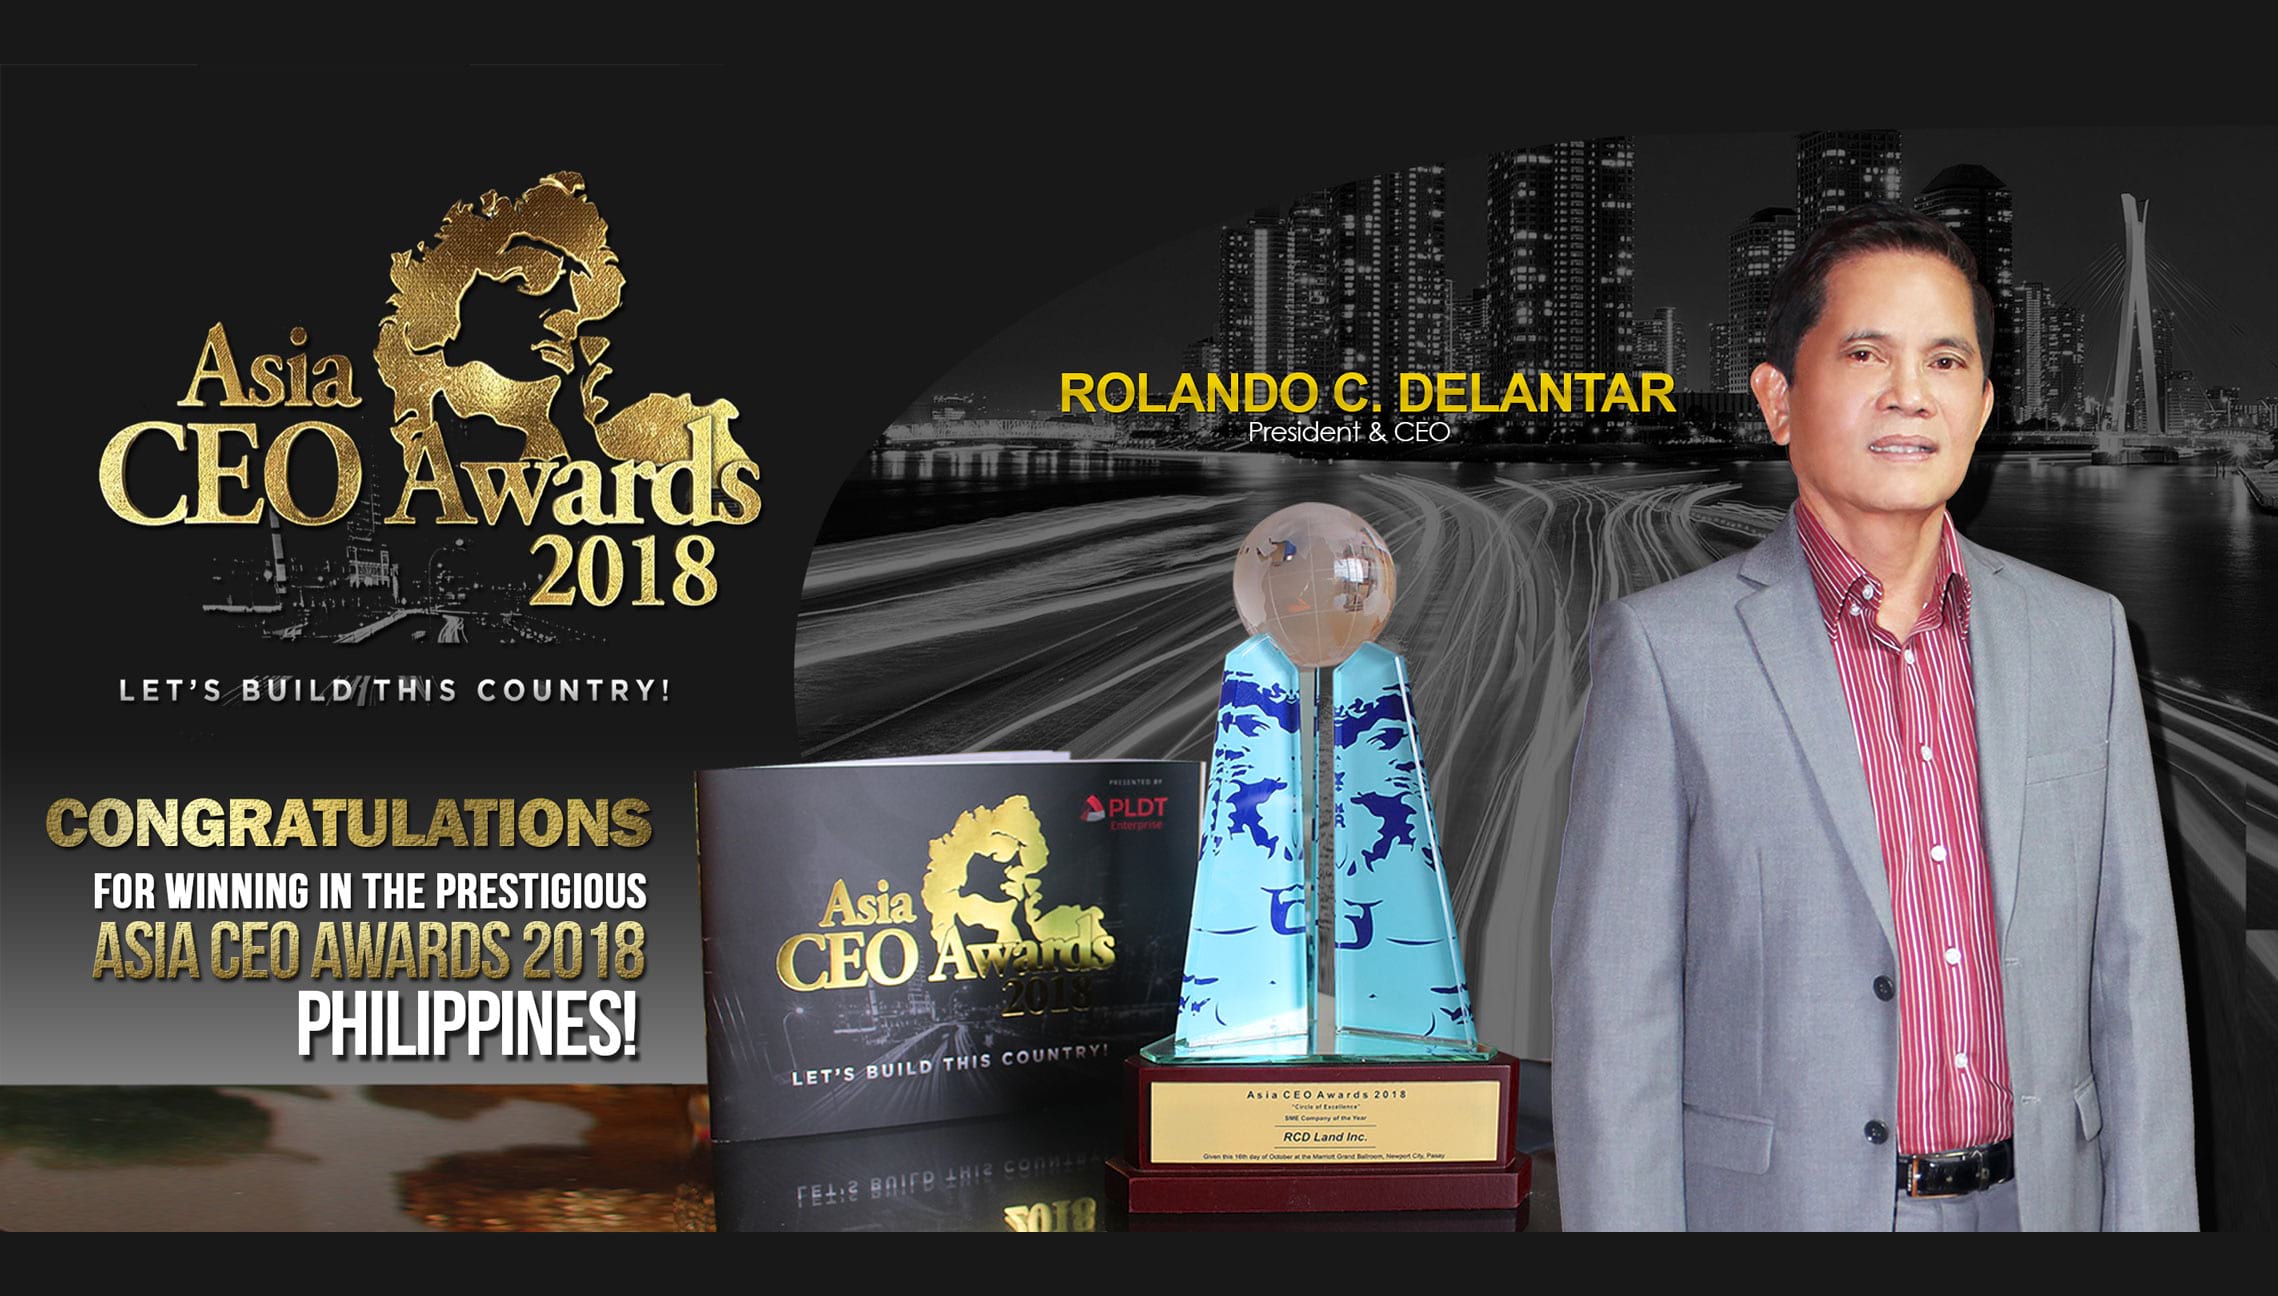 Asia
CEO Awards
2018
LET'S BUILD THIS COUNTRY!
CONGRATULATIONS
FOR WINNING IN THE PRESTIGIOUS
ASIA CEO AWARDS 2018
PHILIPPINES!
ROLANDO C. DELANTAR
President & CEO
PRESENTED BY
PLDT
Enterprise
Asia
CEO Awards
2018
LET'S BUILD THIS COUNTRY!
Asia CEO Awards 2018
"Circle of Excellence"
SME Company of the Year
RCD Land Inc.
Given this 16th day of October at the Marriott Grand Ballroom, Newport City, Pasay